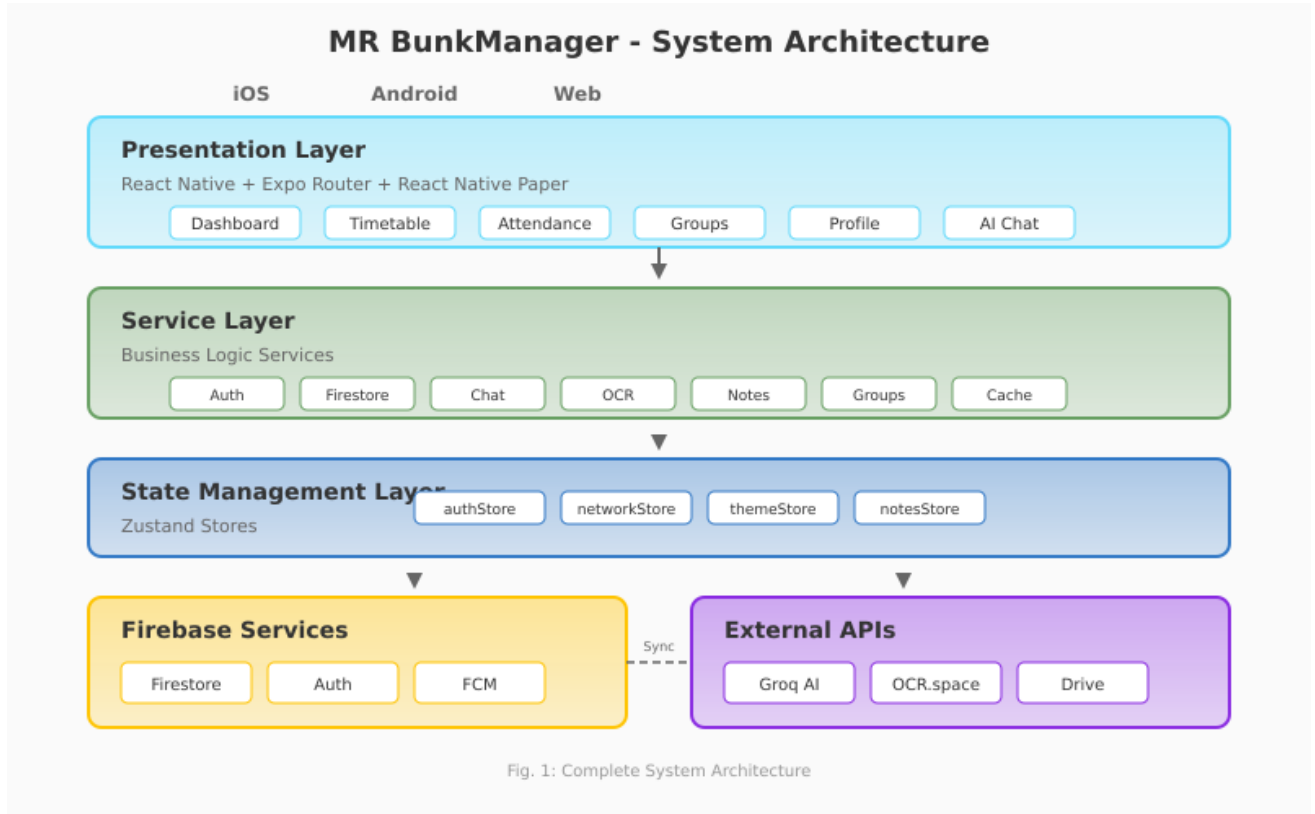 MR BunkManager - System Architecture
iOS Android Web
Presentation Layer
React Native + Expo Router + React Native Paper
Dashboard Timetable Attendance Groups Profile AI Chat
Service Layer
Business Logic Services
Auth Firestore Chat OCR Notes Groups Cache
State Management Layer
authStore networkStore themeStore notesStore
Zustand Stores
Firebase Services
Firestore Auth FCM
Sync
External APIs
Groq AI OCR.space Drive
Fig. 1: Complete System Architecture